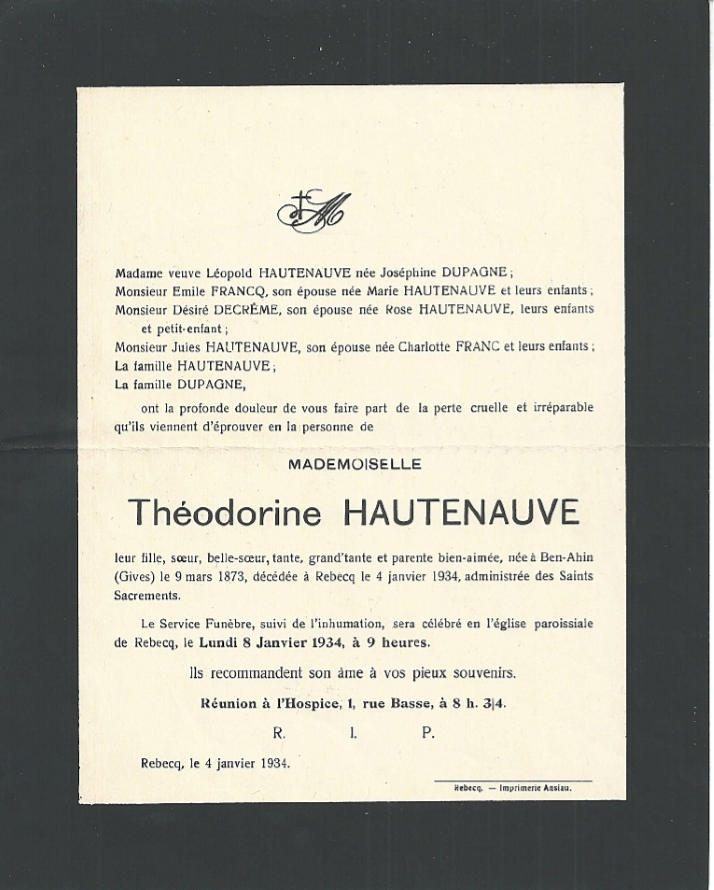 Madame veuve Léopold HAUTENAUVE née Joséphine DUPAGNE ;
Monsieur Emile FRANCQ, son épouse née Marie HAUTENAUVE et leurs enfants ;
Monsieur Désiré DECRÊME, son épouse née Rose HAUTENAUVE, leurs enfants
et petit-enfant ;
Monsieur Jules HAUTENAUVE, son épouse née Charlotte FRANC et leurs enfants ;
La famille HAUTENAUVE ;
La famille DUPAGNE,
ont la profonde douleur de vous faire part de la perte cruelle et irréparable
qu'ils viennent d'éprouver en la personne de
MADEMOISELLE
Théodorine HAUTENAUVE
leur fille, sœur, belle-sœur, tante, grand'tante et parente bien-aimée, née à Ben-Ahin
(Gives) le 9 mars 1873, décédée à Rebecq le 4 janvier 1934, administrée des Saints
Sacrements.
Le Service Funèbre, suivi de l'inhumation, sera célébré en l'église paroissiale
de Rebecq, le Lundi 8 Janvier 1934, à 9 heures.
Ils recommandent son âme à vos pieux souvenirs.
Réunion à l'Hospice, 1, rue Basse, à 8 h. 3|4.
R. I. P.
Rebecq, le 4 janvier 1934.
Rebecq. — Imprimerie Ansiau.